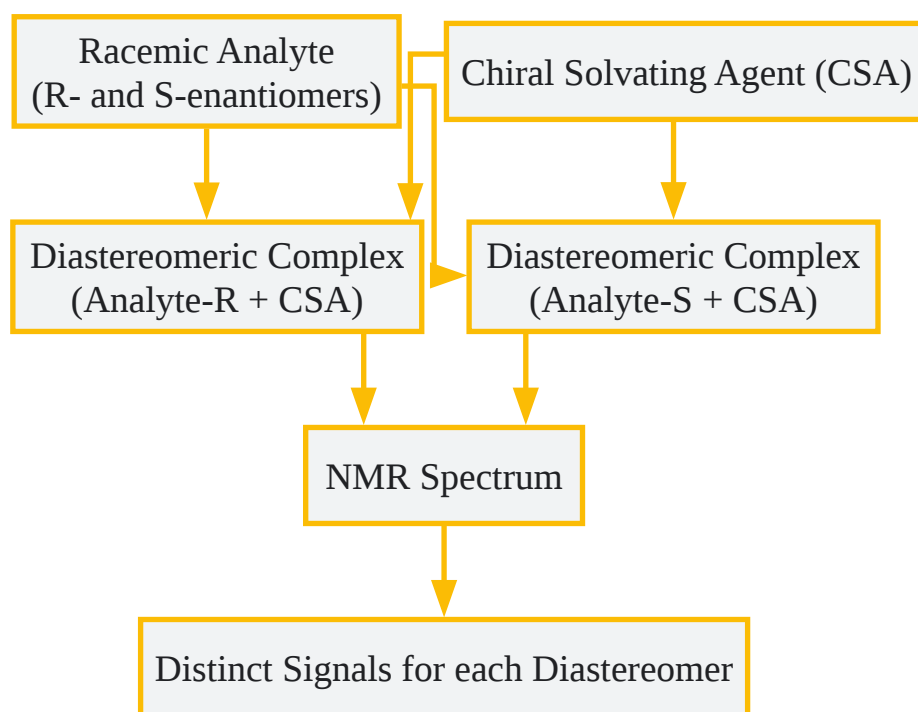 Racemic Analyte
(R- and S-enantiomers)
Chiral Solvating Agent (CSA)
Diastereomeric Complex
(Analyte-R + CSA)
Diastereomeric Complex
(Analyte-S + CSA)
NMR Spectrum
Distinct Signals for each Diastereomer